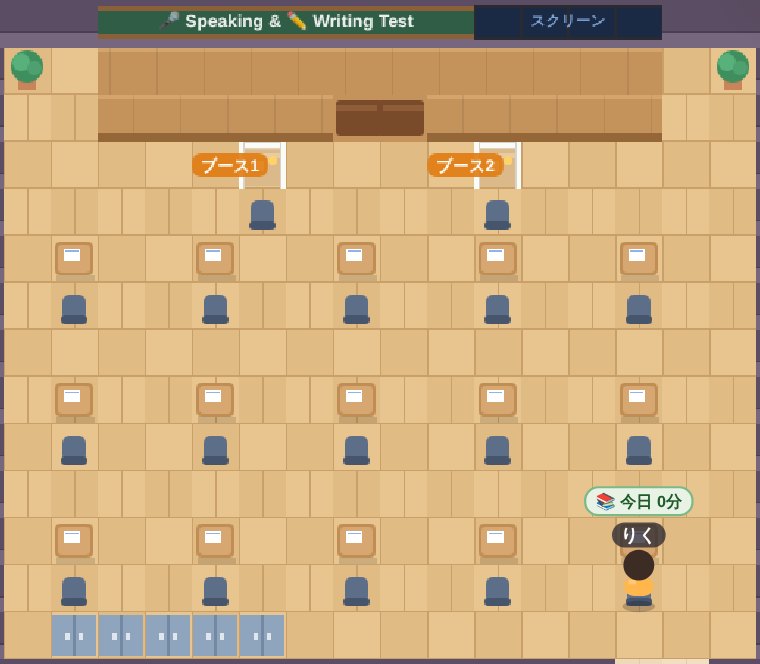 🎤 Speaking & ✏️ Writing Test
スクリーン
ブース1
ブース2
📚 今日 0分
りく